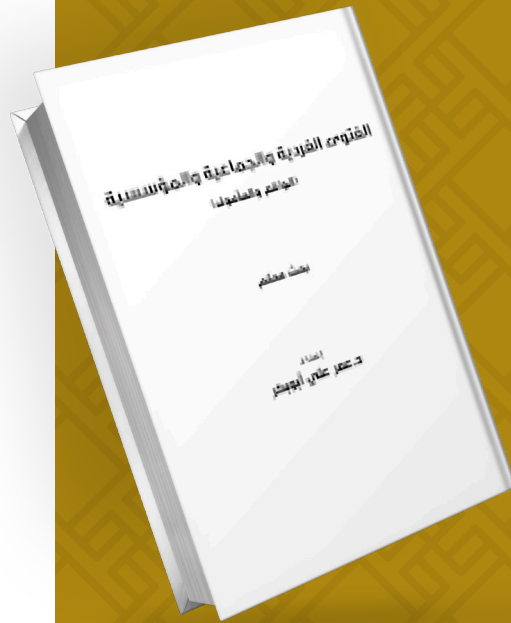 الفتوى الفردية والجماعية والمؤسسية
(الواقع والمأمول)
بحث محكم
إعداد
د.عمر علي أبوبكر